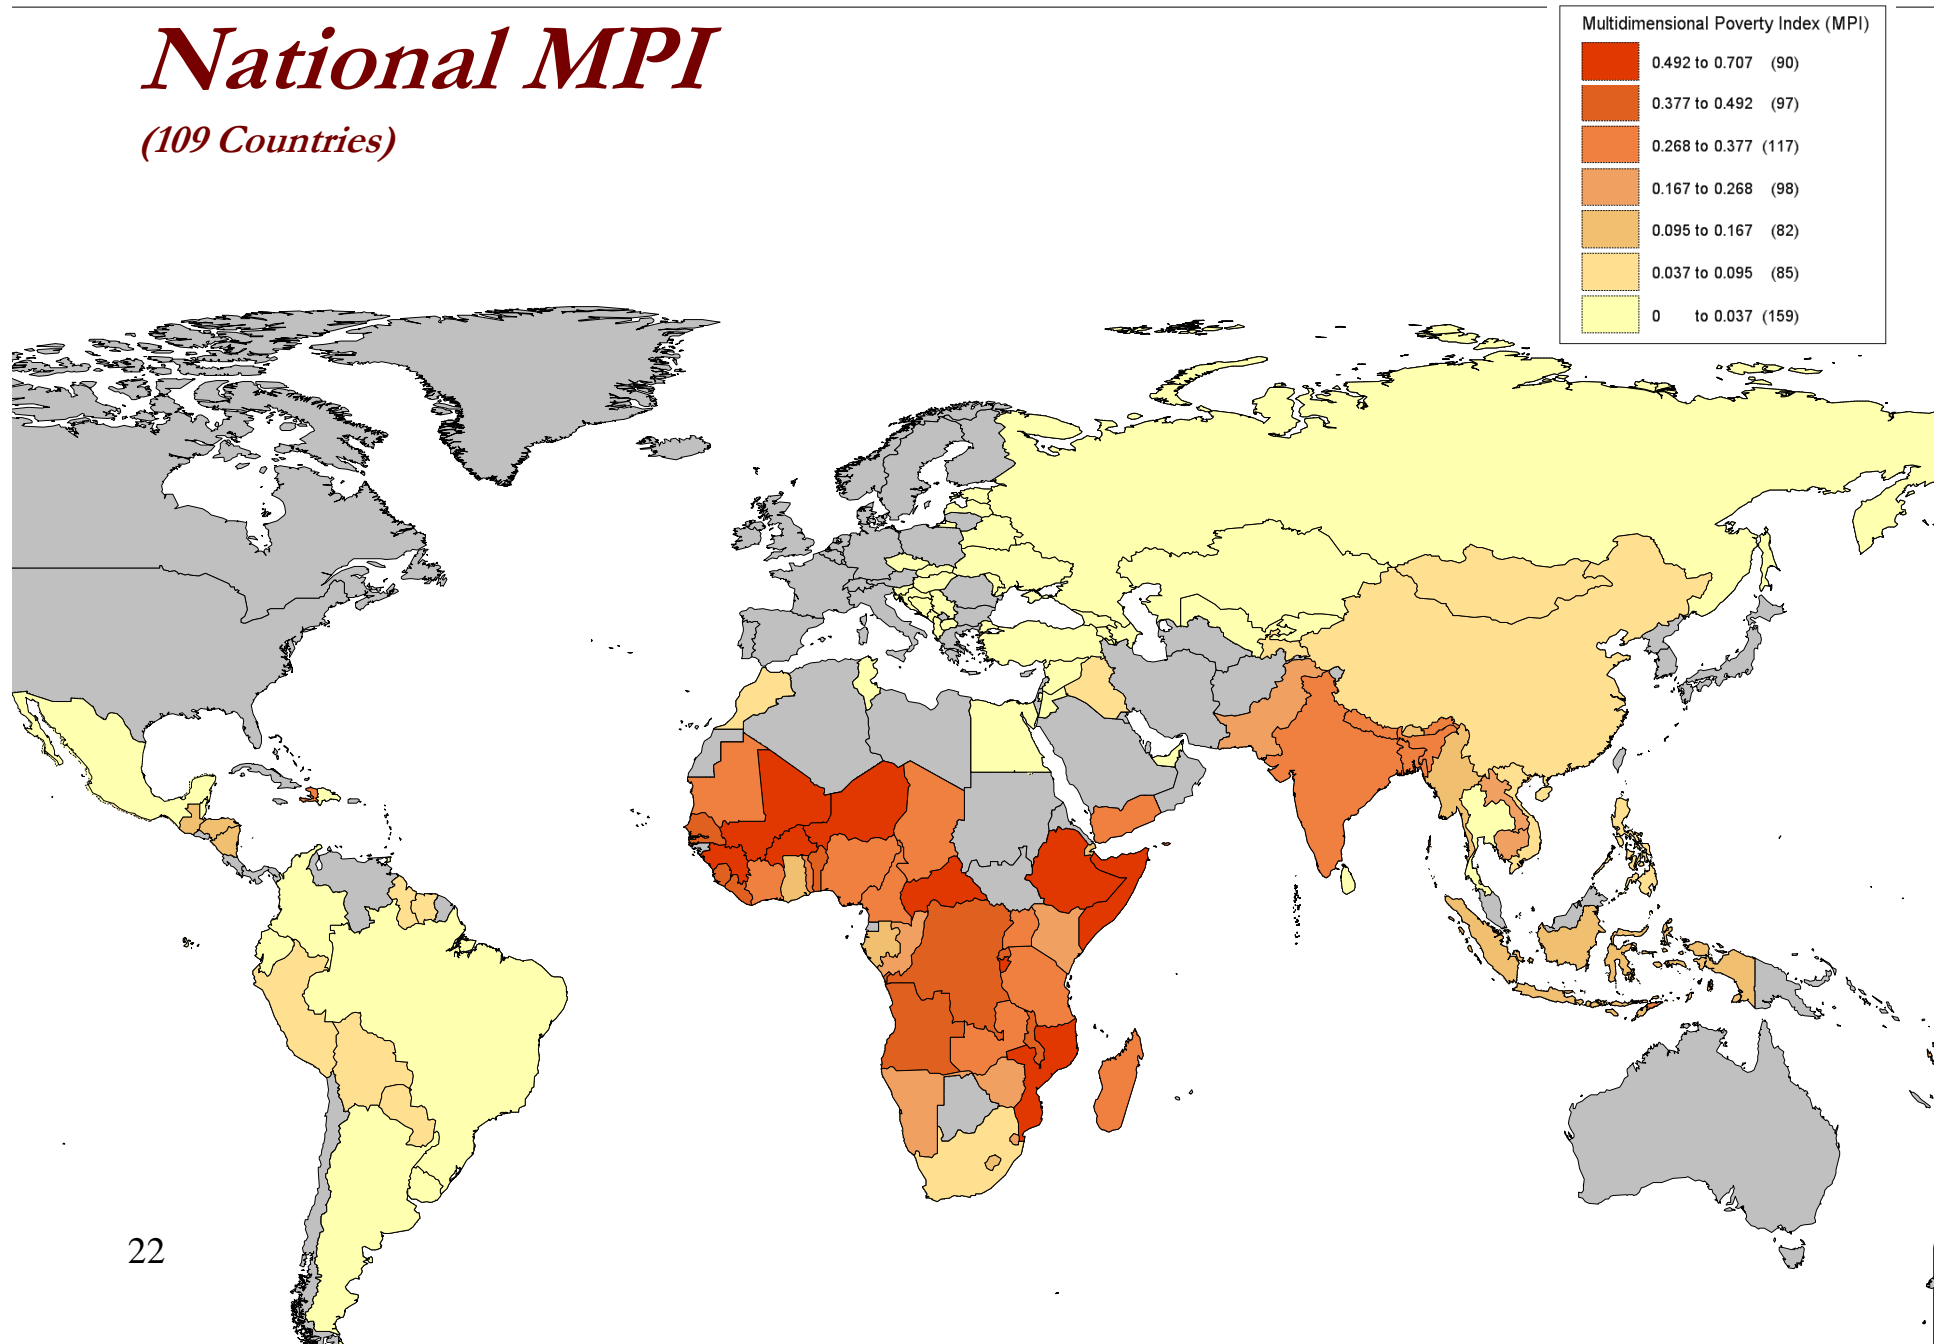 National MPI
(109 Countries)
Multidimensional Poverty Index (MPI)
0.492 to 0.707 (90)
0.377 to 0.492 (97)
0.268 to 0.377 (117)
0.167 to 0.268 (98)
0.095 to 0.167 (82)
0.037 to 0.095 (85)
0 to 0.037 (159)
22